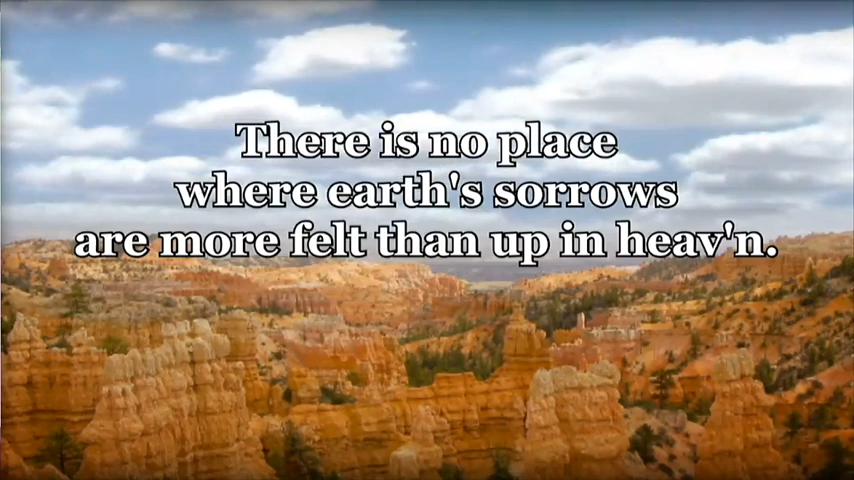 There is no place
where earth's sorrows
are more felt than up in heav'n.